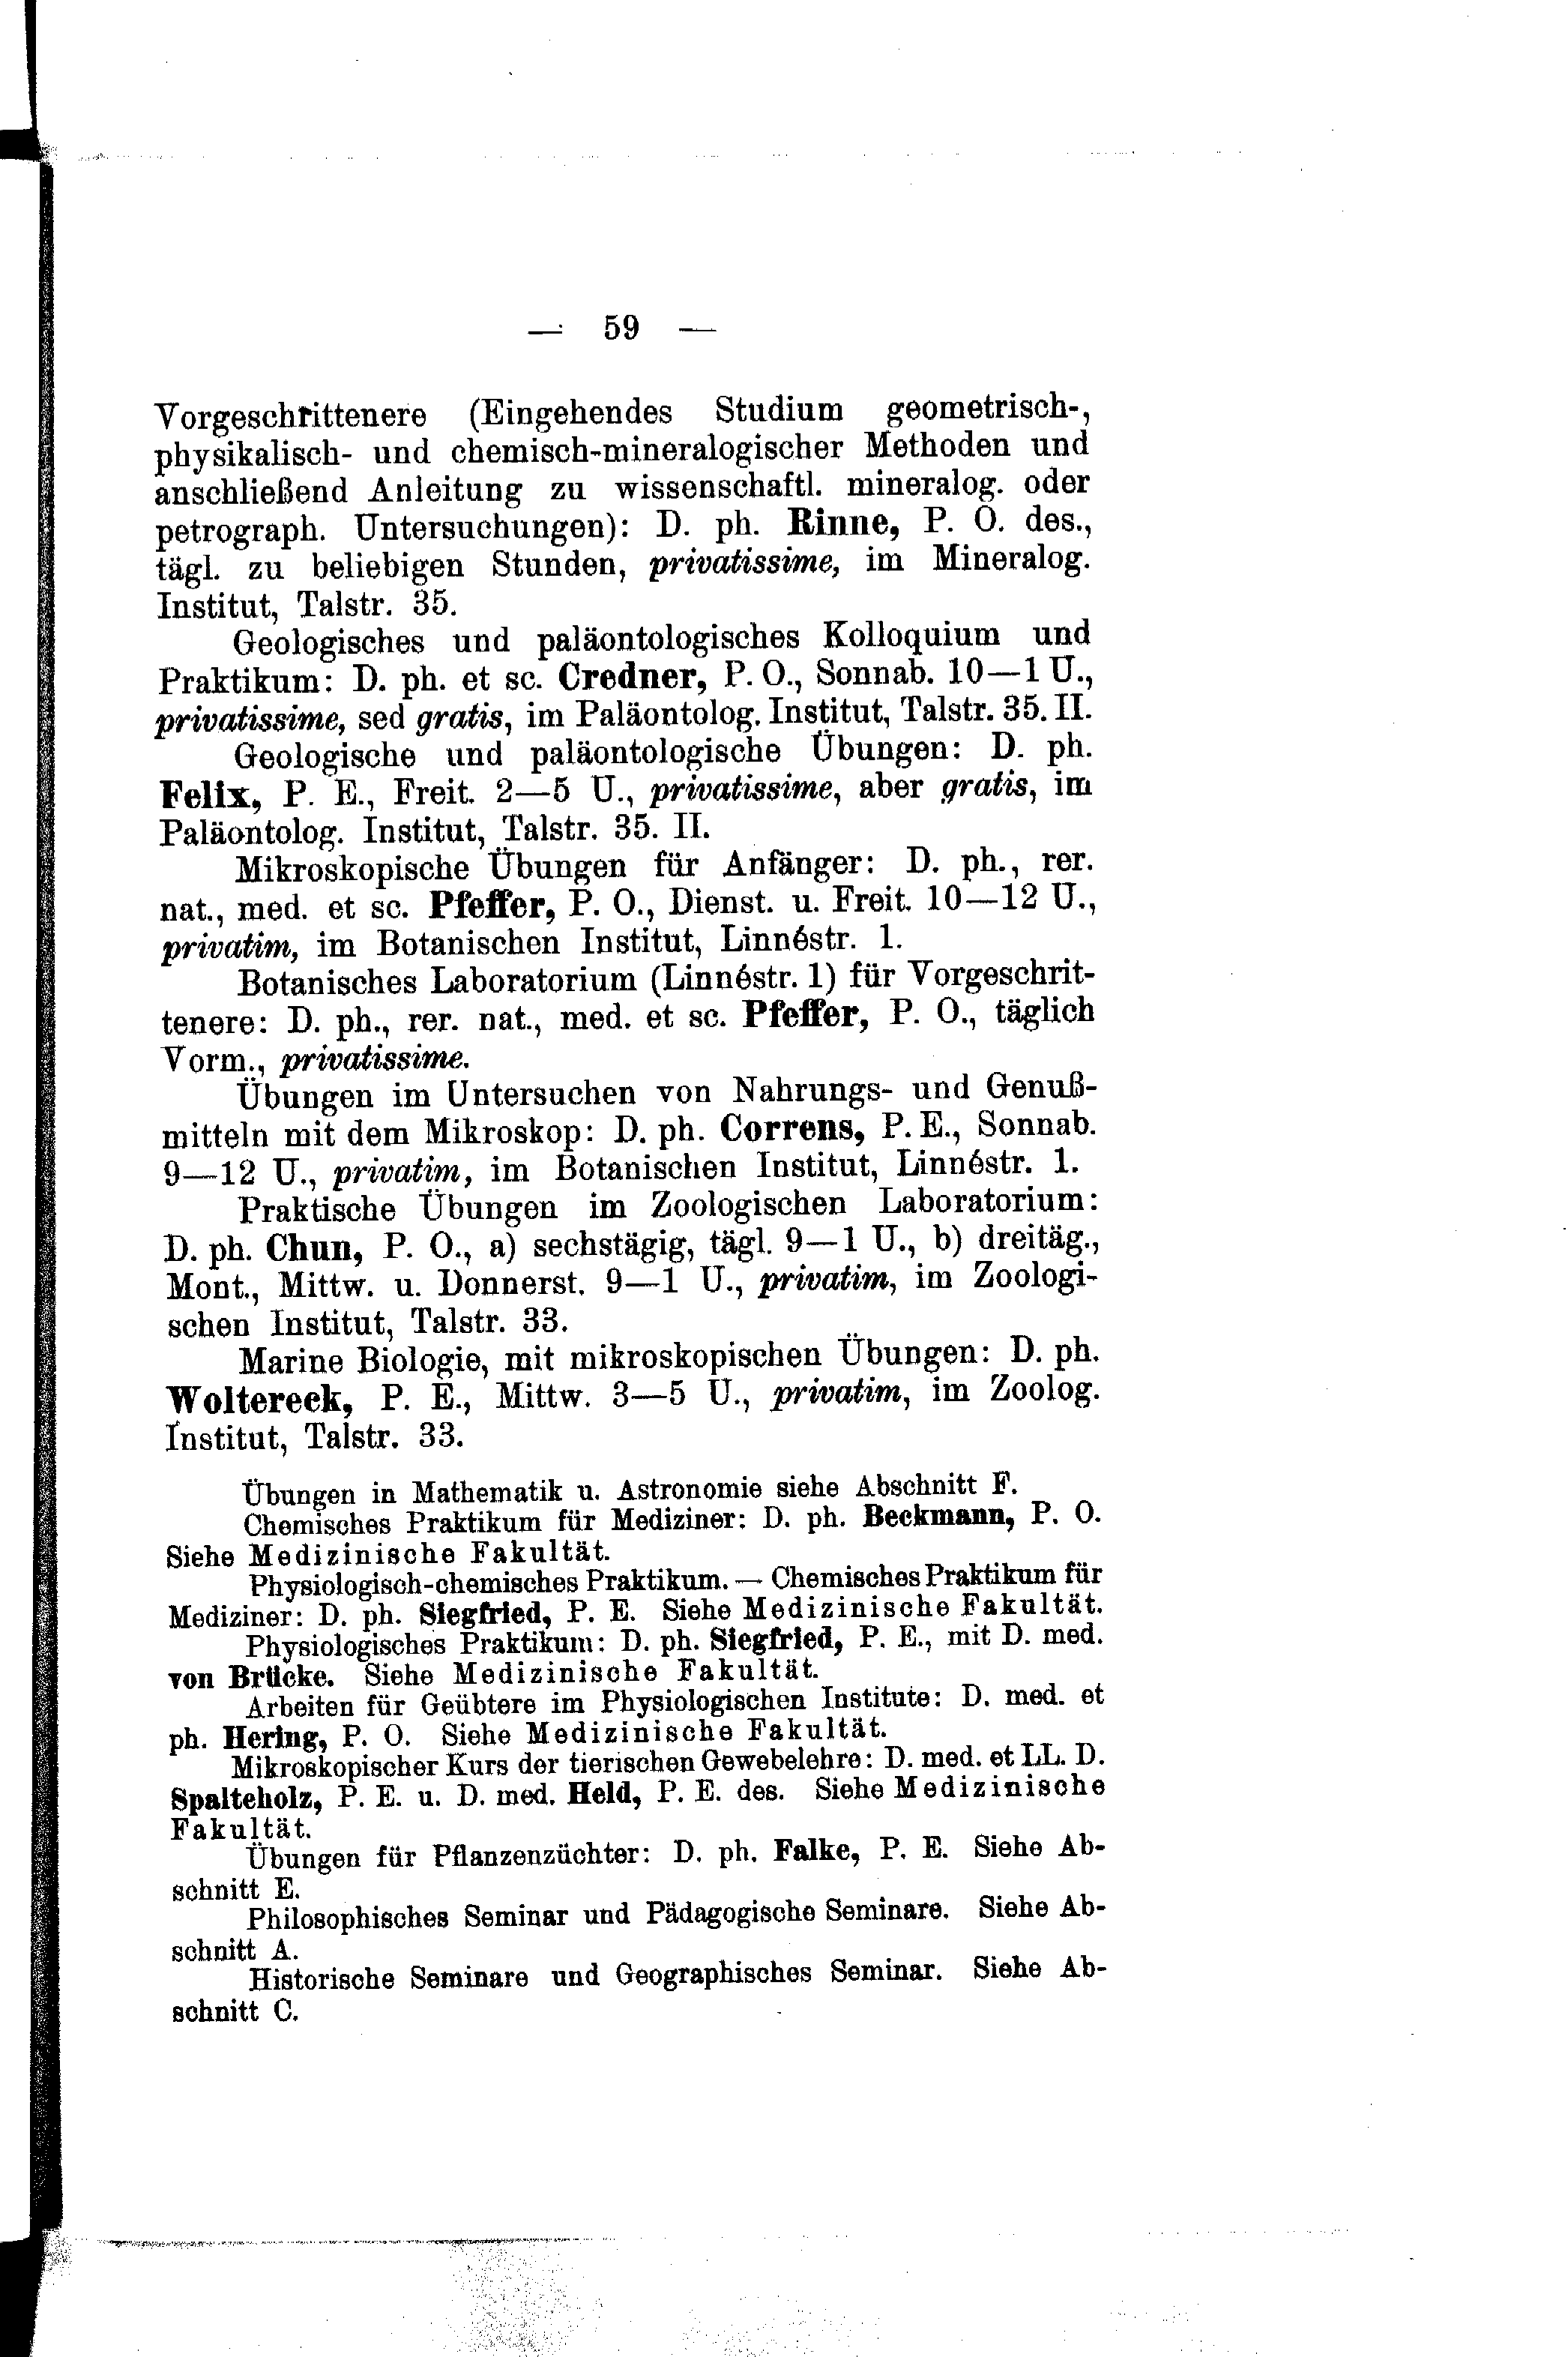 — 59 —
Vorgeschrittenere (Eingehendes Studium geometrisch-,
physikalisch- und chemisch-mineralogischer Methoden und
anschließend Anleitung zu wissenschaftl. mineralog. oder
petrograph. Untersuchungen): D. ph. Rinne, P. O. des.,
tägl. zu beliebigen Stunden, privatissime, im Mineralog.
Institut, Talstr. 35.
Geologisches und paläontologisches Kolloquium und
Praktikum: D. ph. et sc. Credner, P. O., Sonnab. 10—1 U.,
privatissime, sed gratis, im Paläontolog. Institut, Talstr. 35. II.
Geologische und paläontologische Übungen: D. ph.
Felix, P. E., Freit. 2—5 U., privatissime, aber gratis, im
Paläontolog. Institut, Talstr. 35. II.
Mikroskopische Übungen für Anfänger: D. ph., rer.
nat., med. et sc. Pfeffer, P. O., Dienst. u. Freit. 10—12 U.,
privatim, im Botanischen Institut, Linnéstr. 1.
Botanisches Laboratorium (Linnéstr. 1) für Vorgeschrit-
tenere: D. ph., rer. nat., med. et sc. Pfeffer, P. O., täglich
Vorm., privatissime.
Übungen im Untersuchen von Nahrungs- und Genuß-
mitteln mit dem Mikroskop: D. ph. Correns, P. E., Sonnab.
9—12 U., privatim, im Botanischen Institut, Linnéstr. 1.
Praktische Übungen im Zoologischen Laboratorium:
D. ph. Chun, P. O., a) sechstägig, tägl. 9—1 U., b) dreitäg.,
Mont., Mittw. u. Donnerst. 9—1 U., privatim, im Zoologi-
schen Institut, Talstr. 33.
Marine Biologie, mit mikroskopischen Übungen: D. ph.
Woltereck, P. E., Mittw. 3—5 U., privatim, im Zoolog.
Institut, Talstr. 33.
Übungen in Mathematik u. Astronomie siehe Abschnitt F.
Chemisches Praktikum für Mediziner: D. ph. Beckmann, P. O.
Siehe Medizinische Fakultät.
Physiologisch-chemisches Praktikum. — Chemisches Praktikum für
Mediziner: D. ph. Siegfried, P. E. Siehe Medizinische Fakultät.
Physiologisches Praktikum: D. ph. Siegfried, P. E., mit D. med.
von Brücke. Siehe Medizinische Fakultät.
Arbeiten für Geübtere im Physiologischen Institute: D. med. et
ph. Hering, P. O. Siehe Medizinische Fakultät.
Mikroskopischer Kurs der tierischen Gewebelehre: D. med. et LL. D.
Spalteholz, P. E. u. D. med. Held, P. E. des. Siehe Medizinische
Fakultät.
Übungen für Pflanzenzüchter: D. ph. Falke, P. E. Siehe Ab-
schnitt E.
Philosophisches Seminar und Pädagogische Seminare. Siehe Ab-
schnitt A.
Historische Seminare und Geographisches Seminar. Siehe Ab-
schnitt C.